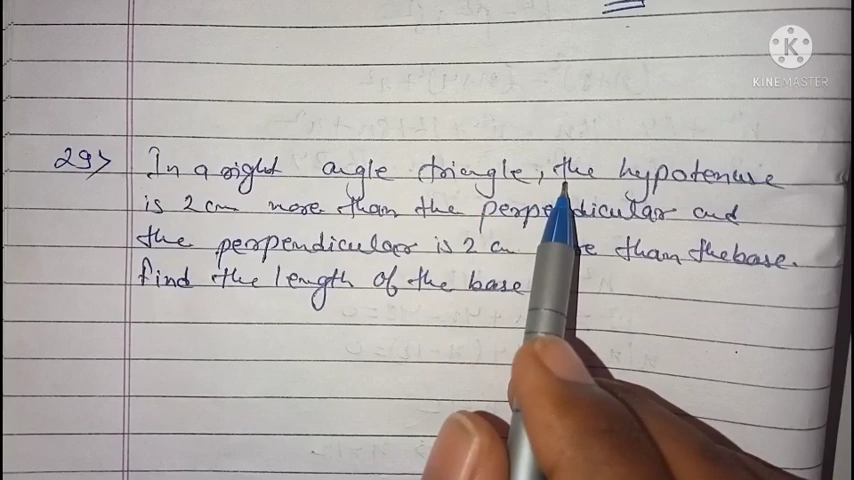 K
KINEMASTER
29> In a right angle triangle, the hypotenuse
is 2 cm more than the perpendicular and
the perpendicular is 2 cm than the base.
find the length of the base